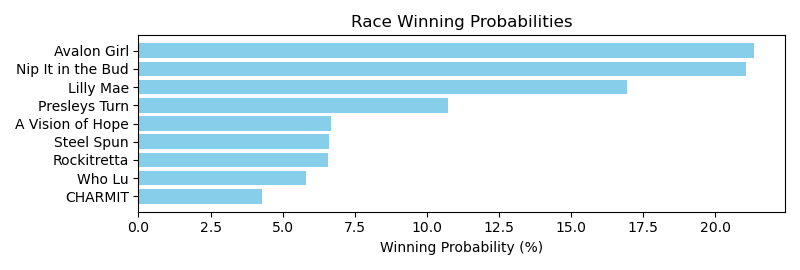 Race Winning Probabilities
Avalon Girl
Nip It in the Bud
Lilly Mae
Presleys Turn
A Vision of Hope
Steel Spun
Rockitretta
Who Lu
CHARMIT
0.0 2.5 5.0 7.5 10.0 12.5 15.0 17.5 20.0
Winning Probability (%)